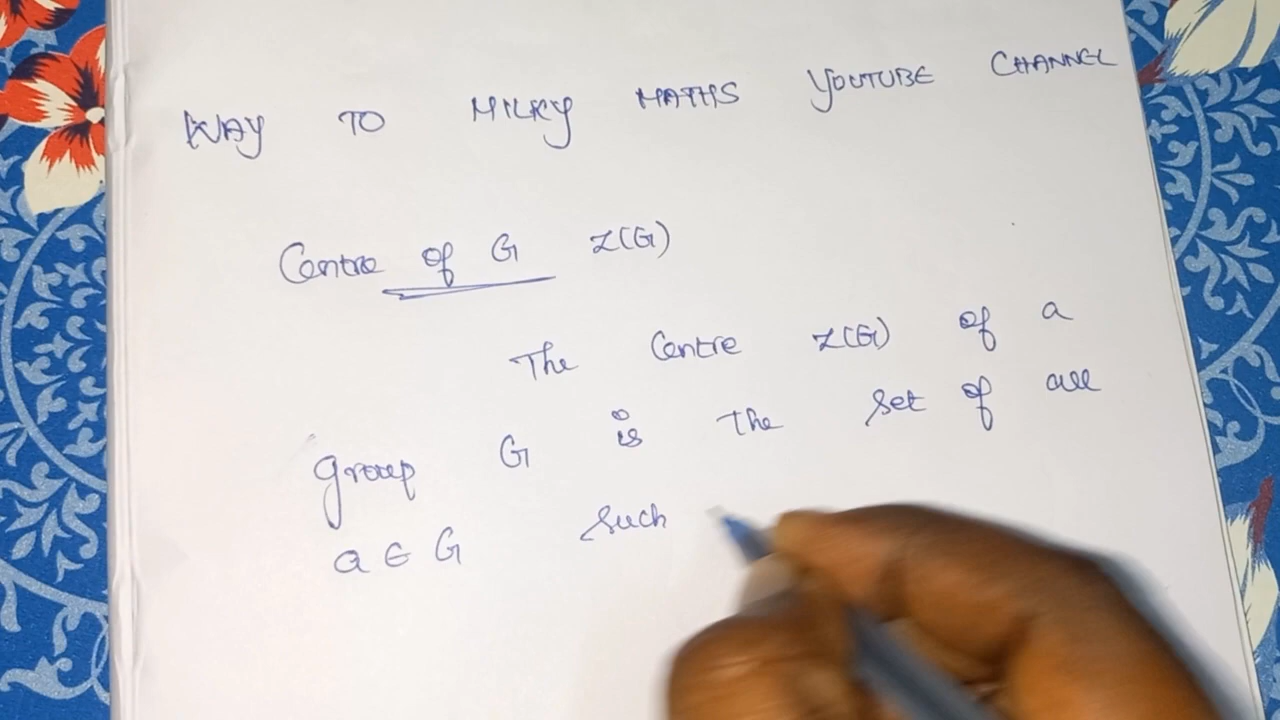 WAY TO MILKY MATHS YOUTUBE CHANNEL
Centre of G Z(G)
The Centre Z(G) of a
group G is the set of all
a ∈ G such